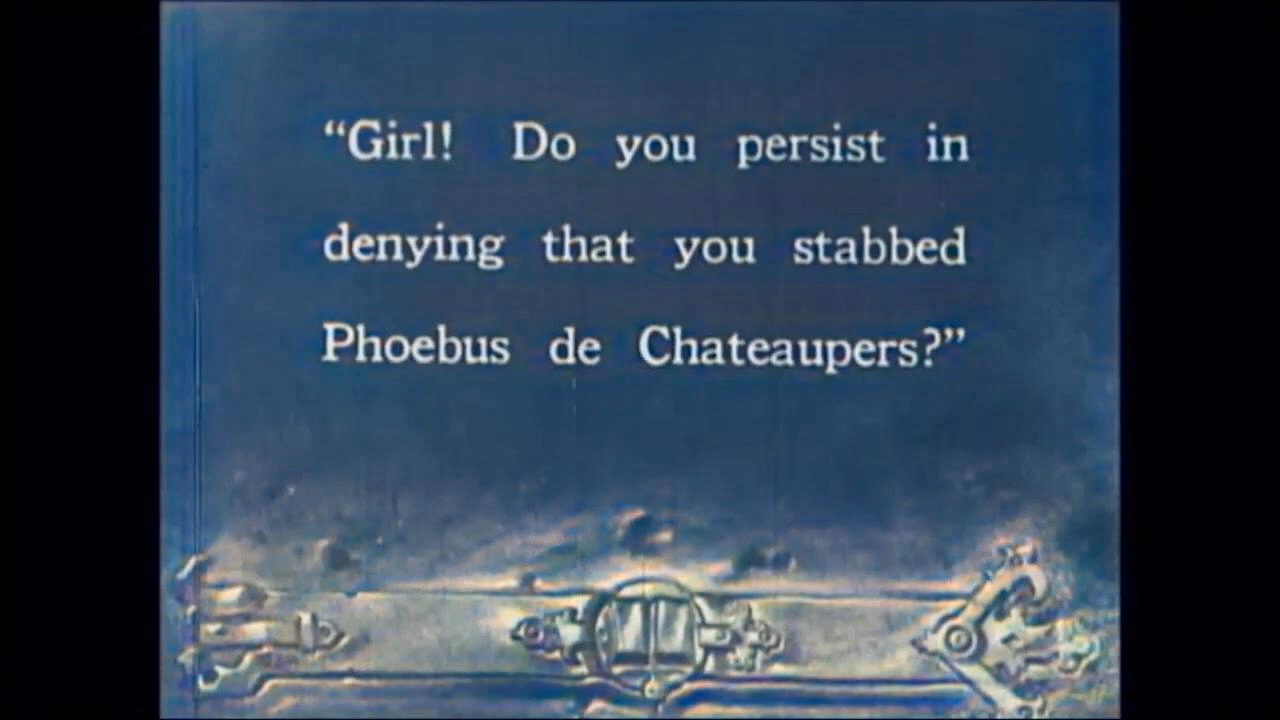 “Girl! Do you persist in
denying that you stabbed
Phoebus de Chateaupers?”